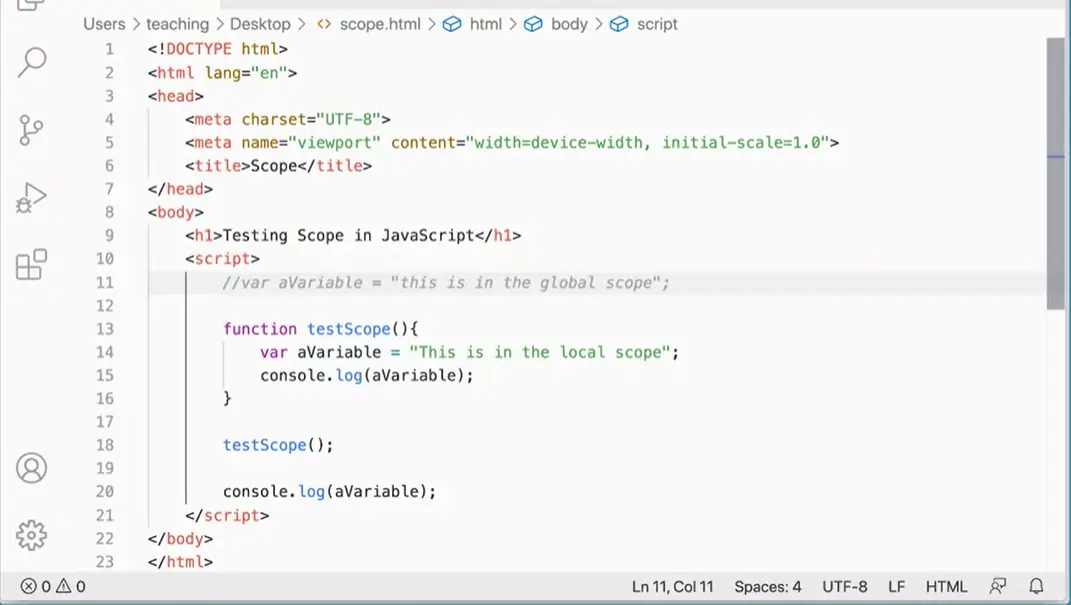 Users > teaching > Desktop > <> scope.html > html > body > script
1 <!DOCTYPE html>
2 <html lang="en">
3 <head>
4 <meta charset="UTF-8">
5 <meta name="viewport" content="width=device-width, initial-scale=1.0">
6 <title>Scope</title>
7 </head>
8 <body>
9 <h1>Testing Scope in JavaScript</h1>
10 <script>
11 //var aVariable = "this is in the global scope";
12
13 function testScope(){
14 var aVariable = "This is in the local scope";
15 console.log(aVariable);
16 }
17
18 testScope();
19
20 console.log(aVariable);
21 </script>
22 </body>
23 </html>
0 0 Ln 11, Col 11 Spaces: 4 UTF-8 LF HTML